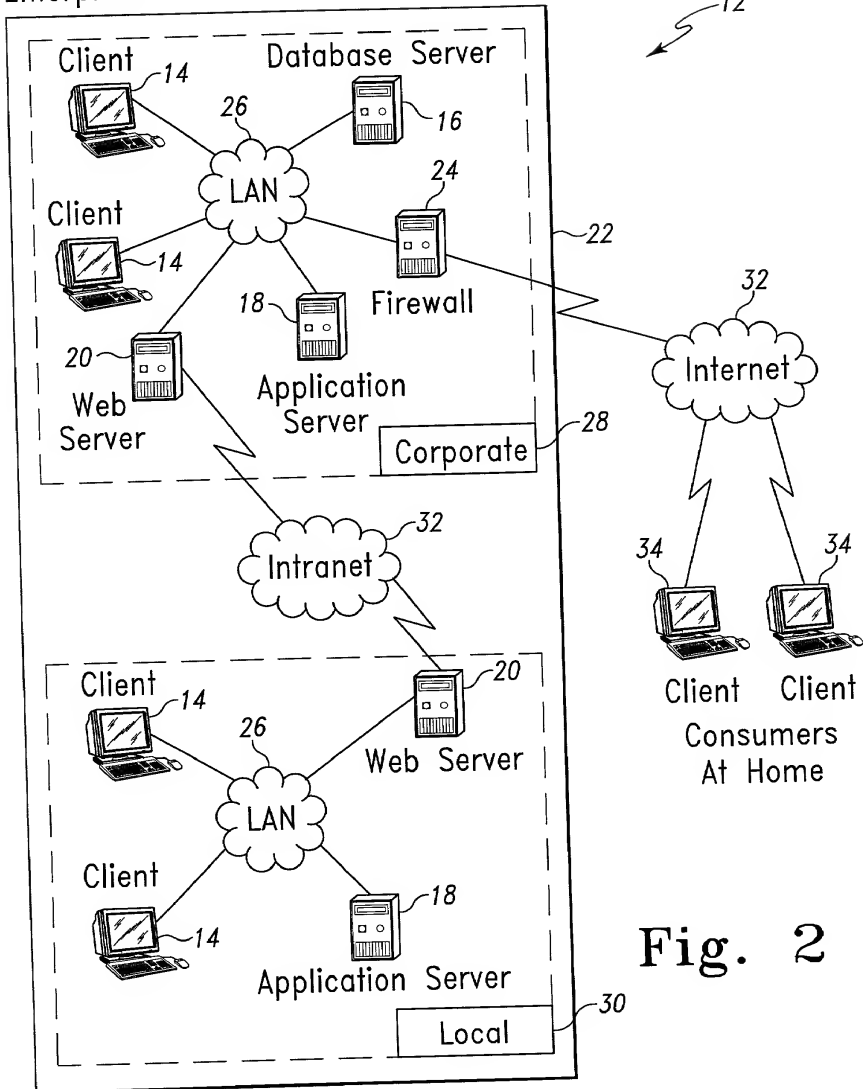 12
Client
14
Database Server
26
16
LAN
24
Client
22
14
18
Firewall
32
20
Internet
Web
Server
Application
Server
28
Corporate
32
Intranet
34
34
Client
14
20
26
Client
Client
Web Server
Consumers
At Home
LAN
Client
18
14
Fig. 2
Application Server
30
Local